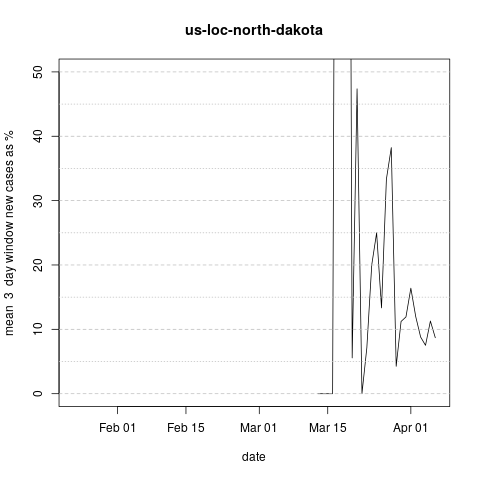 us-loc-north-dakota
mean 3 day window new cases as %
50
40
30
20
10
0
Feb 01 Feb 15 Mar 01 Mar 15 Apr 01
date